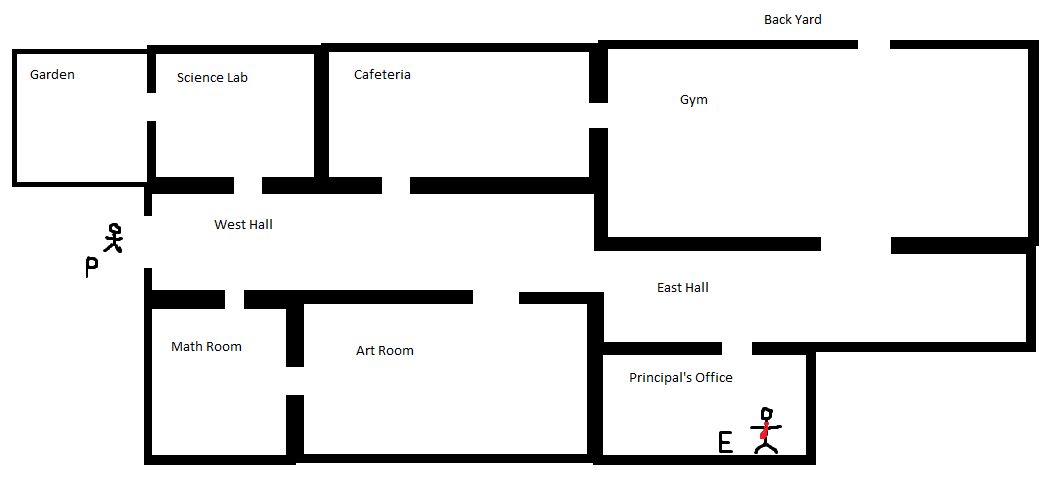 Back Yard
Garden
Science Lab
Cafeteria
Gym
West Hall
P
East Hall
Math Room
Art Room
Principal's Office
E